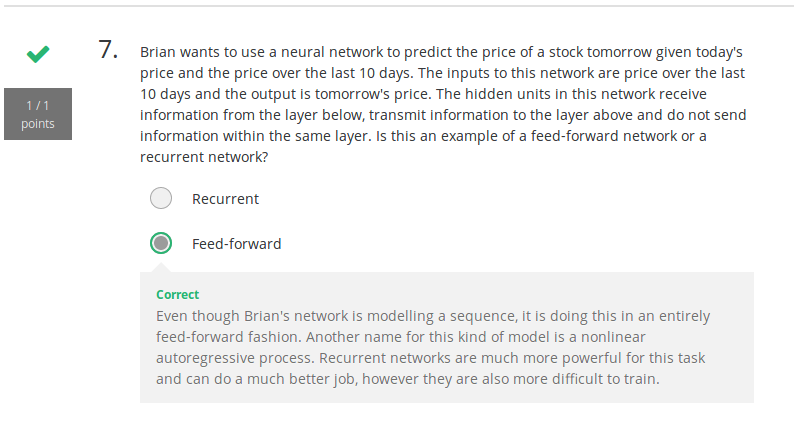 7.
1 / 1
points
Brian wants to use a neural network to predict the price of a stock tomorrow given today's
price and the price over the last 10 days. The inputs to this network are price over the last
10 days and the output is tomorrow's price. The hidden units in this network receive
information from the layer below, transmit information to the layer above and do not send
information within the same layer. Is this an example of a feed-forward network or a
recurrent network?
Recurrent
Feed-forward
Correct
Even though Brian's network is modelling a sequence, it is doing this in an entirely
feed-forward fashion. Another name for this kind of model is a nonlinear
autoregressive process. Recurrent networks are much more powerful for this task
and can do a much better job, however they are also more difficult to train.